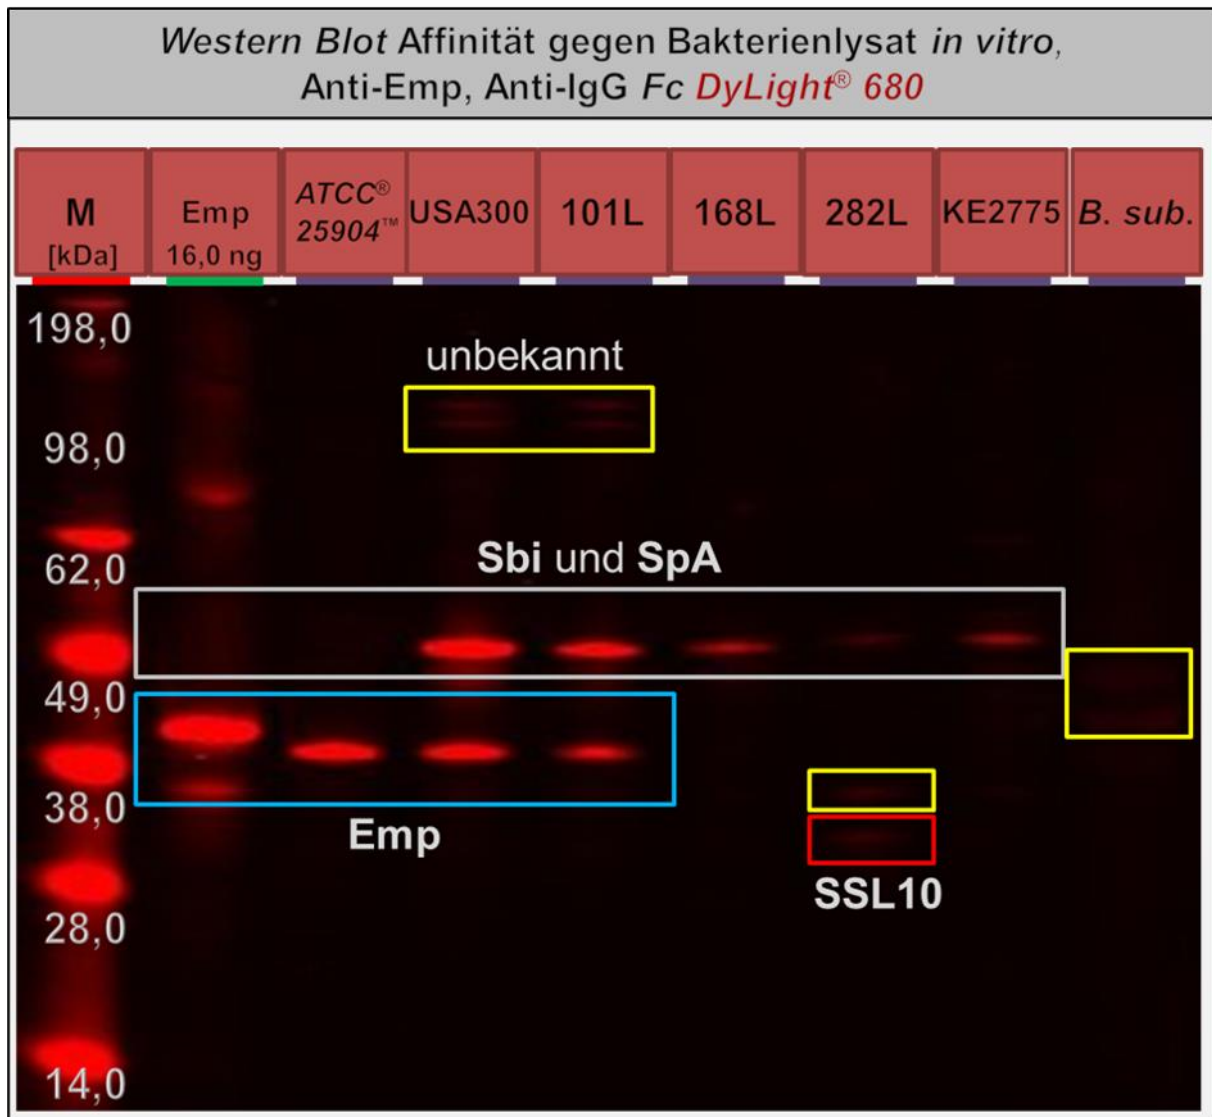 Western Blot Affinität gegen Bakterienlysat in vitro,
Anti-Emp, Anti-IgG Fc DyLight® 680
M
[kDa]
Emp
16,0 ng
ATCC®
25904™
USA300
101L
168L
282L
KE2775
B. sub.
198,0
unbekannt
98,0
62,0
Sbi und SpA
49,0
38,0
Emp
SSL10
28,0
14,0